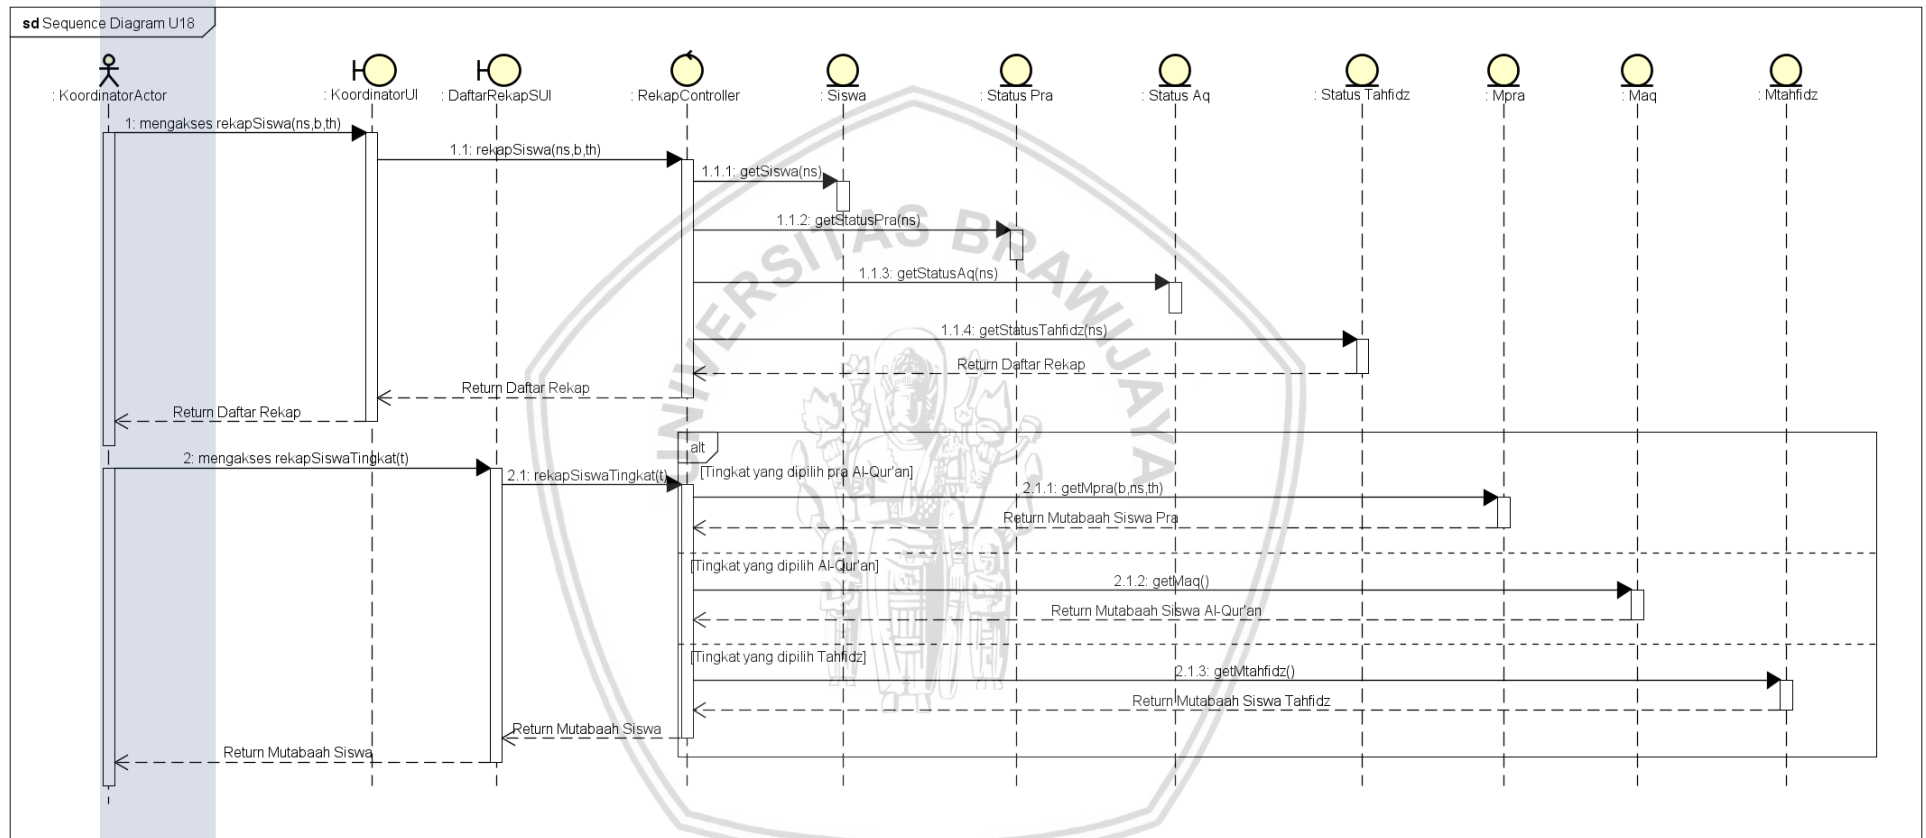 sd Sequence Diagram U18
: KoordinatorActor
: KoordinatorUI
: DaftarRekapSUI
: RekapController
: Siswa
: Status Pra
: Status Aq
: Status Tahfidz
: Mpra
: Maq
: Mtahfidz
1: mengakses rekapSiswa(ns,b,th)
1.1: rekapSiswa(ns,b,th)
1.1.1: getSiswa(ns)
1.1.2: getStatusPra(ns)
1.1.3: getStatusAq(ns)
1.1.4: getStatusTahfidz(ns)
Return Daftar Rekap
Return Daftar Rekap
Return Daftar Rekap
alt
2: mengakses rekapSiswaTingkat(t)
2.1: rekapSiswaTingkat(t)
[Tingkat yang dipilih pra Al-Qur'an]
2.1.1: getMpra(b,ns,th)
Return Mutabaah Siswa Pra
[Tingkat yang dipilih Al-Qur'an]
2.1.2: getMaq()
Return Mutabaah Siswa Al-Qur'an
[Tingkat yang dipilih Tahfidz]
2.1.3: getMtahfidz()
Return Mutabaah Siswa Tahfidz
Return Mutabaah Siswa
Return Mutabaah Siswa
UNIVERSITAS BRAWIJAYA